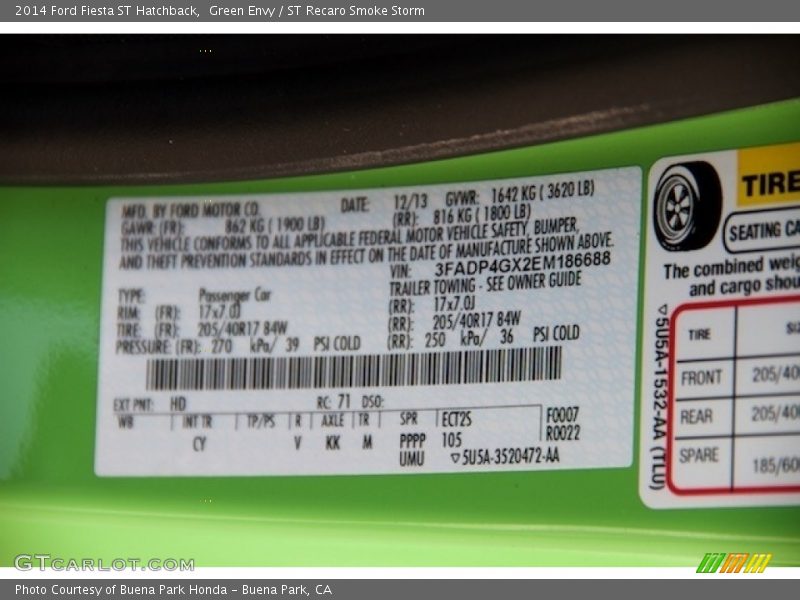 2014 Ford Fiesta ST Hatchback, Green Envy / ST Recaro Smoke Storm
MFD. BY FORD MOTOR CO. DATE: 12/13 GVWR: 1642 KG ( 3620 LB)
GAWR: (FR): 862 KG ( 1900 LB) (RR): 816 KG ( 1800 LB)
THIS VEHICLE CONFORMS TO ALL APPLICABLE FEDERAL MOTOR VEHICLE SAFETY, BUMPER,
AND THEFT PREVENTION STANDARDS IN EFFECT ON THE DATE OF MANUFACTURE SHOWN ABOVE.
VIN: 3FADP4GX2EM186688
TYPE: Passenger Car TRAILER TOWING - SEE OWNER GUIDE
RIM: (FR): 17x7.0J (RR): 17x7.0J
TIRE: (FR): 205/40R17 84W (RR): 205/40R17 84W
PRESSURE: (FR): 270 kPa/ 39 PSI COLD (RR): 250 kPa/ 36 PSI COLD
EXT PNT: HD RC: 71 DSO:
WB INT TR TP/PS R AXLE TR SPR ECT25 F0007
CY V KK M PPPP 105 R0022
UMU ▽5U5A-3520472-AA
TIRE
SEATING CA
The combined weig
and cargo shou
▽5U5A-1532-AA (TLU)
TIRE SI
FRONT 205/40
REAR 205/40
SPARE 185/60
GTCARLOT.COM
Photo Courtesy of Buena Park Honda - Buena Park, CA